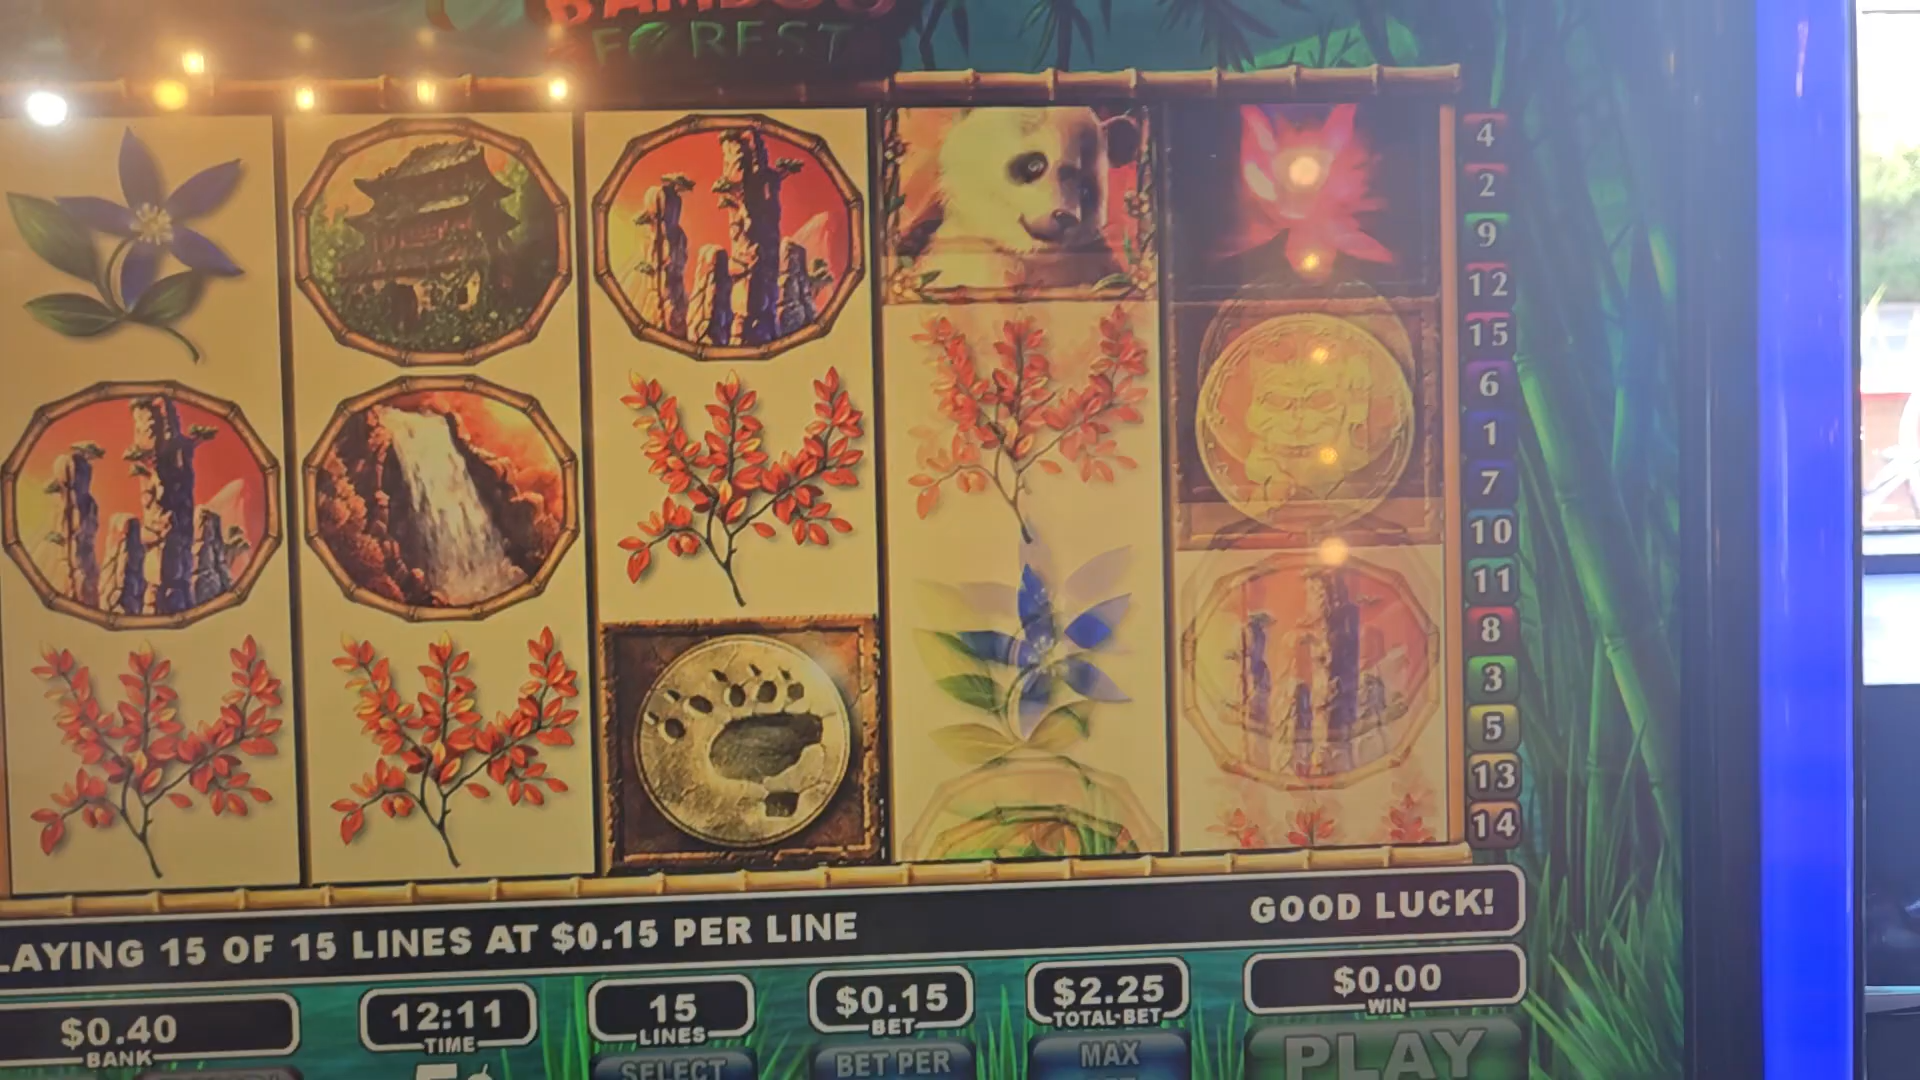 BAMBOO
FOREST
4
2
9
12
15
6
1
7
10
11
8
3
5
13
14
LAYING 15 OF 15 LINES AT $0.15 PER LINE
GOOD LUCK!
$0.40
BANK
12:11
TIME
15
LINES
$0.15
BET
$2.25
TOTAL-BET
$0.00
WIN
5¢
SELECT
BET PER
MAX
PLAY